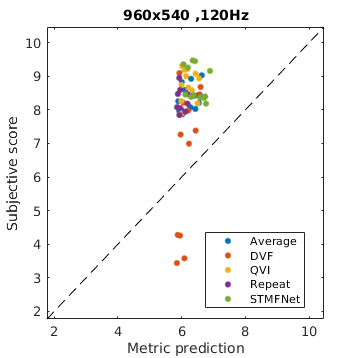 960x540 ,120Hz
10
9
8
7
6
5
4
3
2
Subjective score
Average
DVF
QVI
Repeat
STMFNet
2 4 6 8 10
Metric prediction